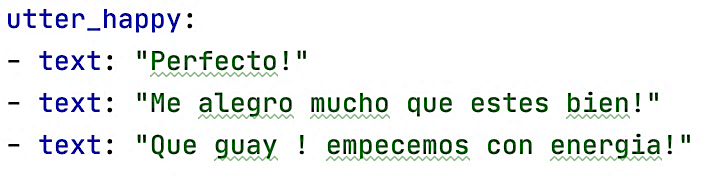 utter_happy:
- text: "Perfecto!"
- text: "Me alegro mucho que estes bien!"
- text: "Que guay ! empecemos con energia!"